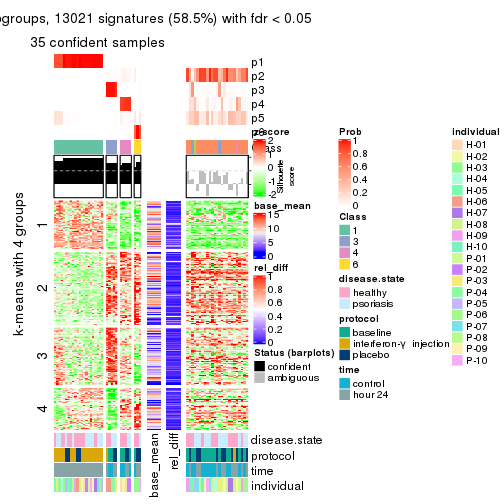 groups, 13021 signatures (58.5%) with fdr < 0.05
35 confident samples
p1
p2
p3
p4
p5
Silhouette
score
k-means with 4 groups
1
2
3
4
z-score
2
1
0
-1
-2
base_mean
15
10
5
0
rel_diff
1
0.8
0.6
0.4
0.2
0
Status (barplots)
confident
ambiguous
Prob
1
0.8
0.6
0.4
0.2
0
Class
1
3
4
6
disease.state
healthy
psoriasis
protocol
baseline
interferon-γ injection
placebo
time
control
hour 24
individual
H-01
H-02
H-03
H-04
H-05
H-06
H-07
H-08
H-09
H-10
P-01
P-02
P-03
P-04
P-05
P-06
P-07
P-08
P-09
P-10
base_mean
rel_diff
disease.state
protocol
time
individual